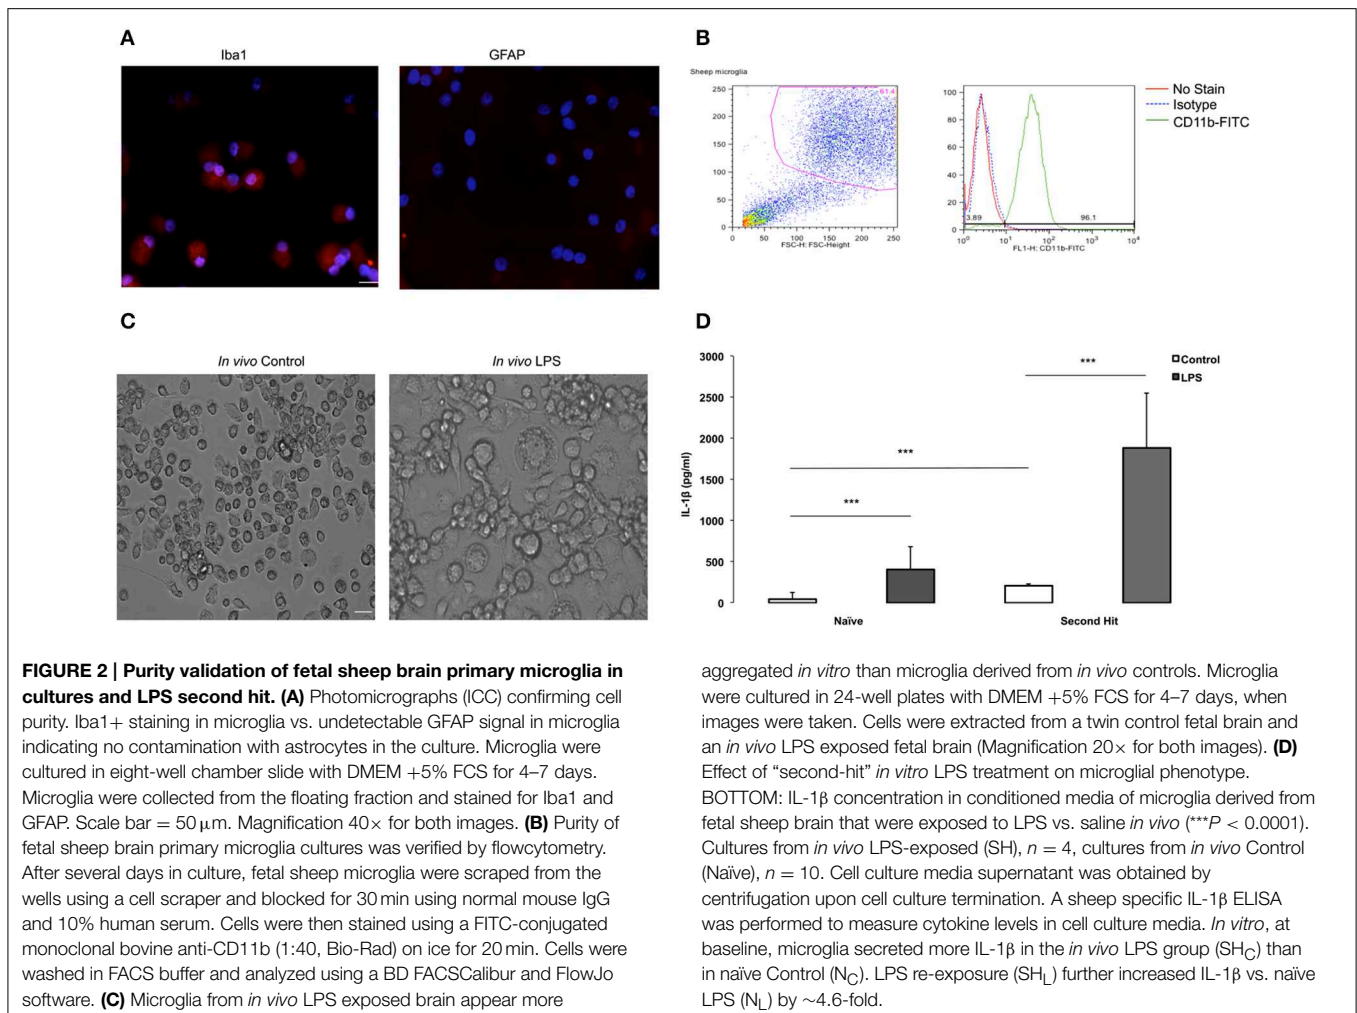 A
Iba1
GFAP
B
Sheep microglia
250
200
150
100
50
0
61.4
0 50 100 150 200 250
FSC-H: FSC-Height
100
80
60
40
20
0
3.89
96.1
10⁰ 10¹ 10² 10³ 10⁴
FL1-H: CD11b-FITC
No Stain
Isotype
CD11b-FITC
C
In vivo Control
In vivo LPS
D
3000
2500
2000
1500
1000
500
0
IL-1β (pg/ml)
***
***
***
Control
LPS
Naïve
Second Hit
FIGURE 2 | Purity validation of fetal sheep brain primary microglia in
cultures and LPS second hit. (A) Photomicrographs (ICC) confirming cell
purity. Iba1+ staining in microglia vs. undetectable GFAP signal in microglia
indicating no contamination with astrocytes in the culture. Microglia were
cultured in eight-well chamber slide with DMEM +5% FCS for 4–7 days.
Microglia were collected from the floating fraction and stained for Iba1 and
GFAP. Scale bar = 50 μm. Magnification 40× for both images. (B) Purity of
fetal sheep brain primary microglia cultures was verified by flowcytometry.
After several days in culture, fetal sheep microglia were scraped from the
wells using a cell scraper and blocked for 30 min using normal mouse IgG
and 10% human serum. Cells were then stained using a FITC-conjugated
monoclonal bovine anti-CD11b (1:40, Bio-Rad) on ice for 20 min. Cells were
washed in FACS buffer and analyzed using a BD FACSCalibur and FlowJo
software. (C) Microglia from in vivo LPS exposed brain appear more
aggregated in vitro than microglia derived from in vivo controls. Microglia
were cultured in 24-well plates with DMEM +5% FCS for 4–7 days, when
images were taken. Cells were extracted from a twin control fetal brain and
an in vivo LPS exposed fetal brain (Magnification 20× for both images). (D)
Effect of “second-hit” in vitro LPS treatment on microglial phenotype.
BOTTOM: IL-1β concentration in conditioned media of microglia derived from
fetal sheep brain that were exposed to LPS vs. saline in vivo (***P < 0.0001).
Cultures from in vivo LPS-exposed (SH), n = 4, cultures from in vivo Control
(Naïve), n = 10. Cell culture media supernatant was obtained by
centrifugation upon cell culture termination. A sheep specific IL-1β ELISA
was performed to measure cytokine levels in cell culture media. In vitro, at
baseline, microglia secreted more IL-1β in the in vivo LPS group (SHC) than
in naïve Control (NC). LPS re-exposure (SHL) further increased IL-1β vs. naïve
LPS (NL) by ∼4.6-fold.